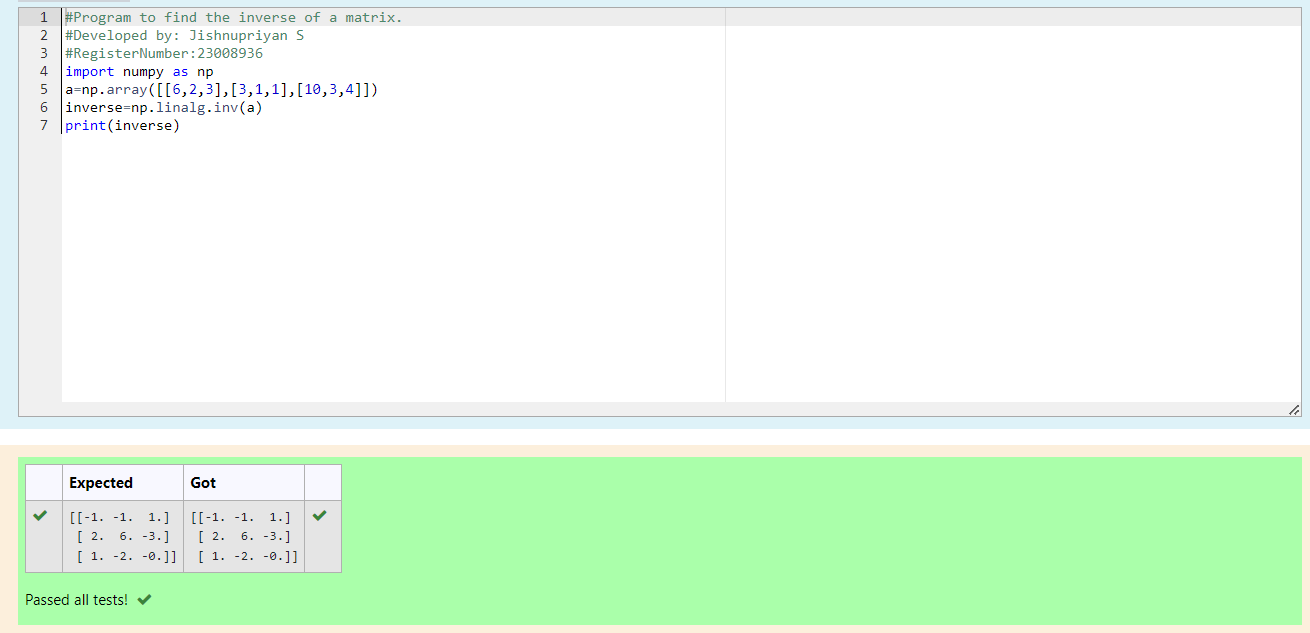 1 #Program to find the inverse of a matrix.
2 #Developed by: Jishnupriyan S
3 #RegisterNumber:23008936
4 import numpy as np
5 a=np.array([[6,2,3],[3,1,1],[10,3,4]])
6 inverse=np.linalg.inv(a)
7 print(inverse)
Expected Got
[[-1. -1.  1.] [[-1. -1.  1.]
[ 2.  6. -3.] [ 2.  6. -3.]
[ 1. -2. -0.]] [ 1. -2. -0.]]
Passed all tests!